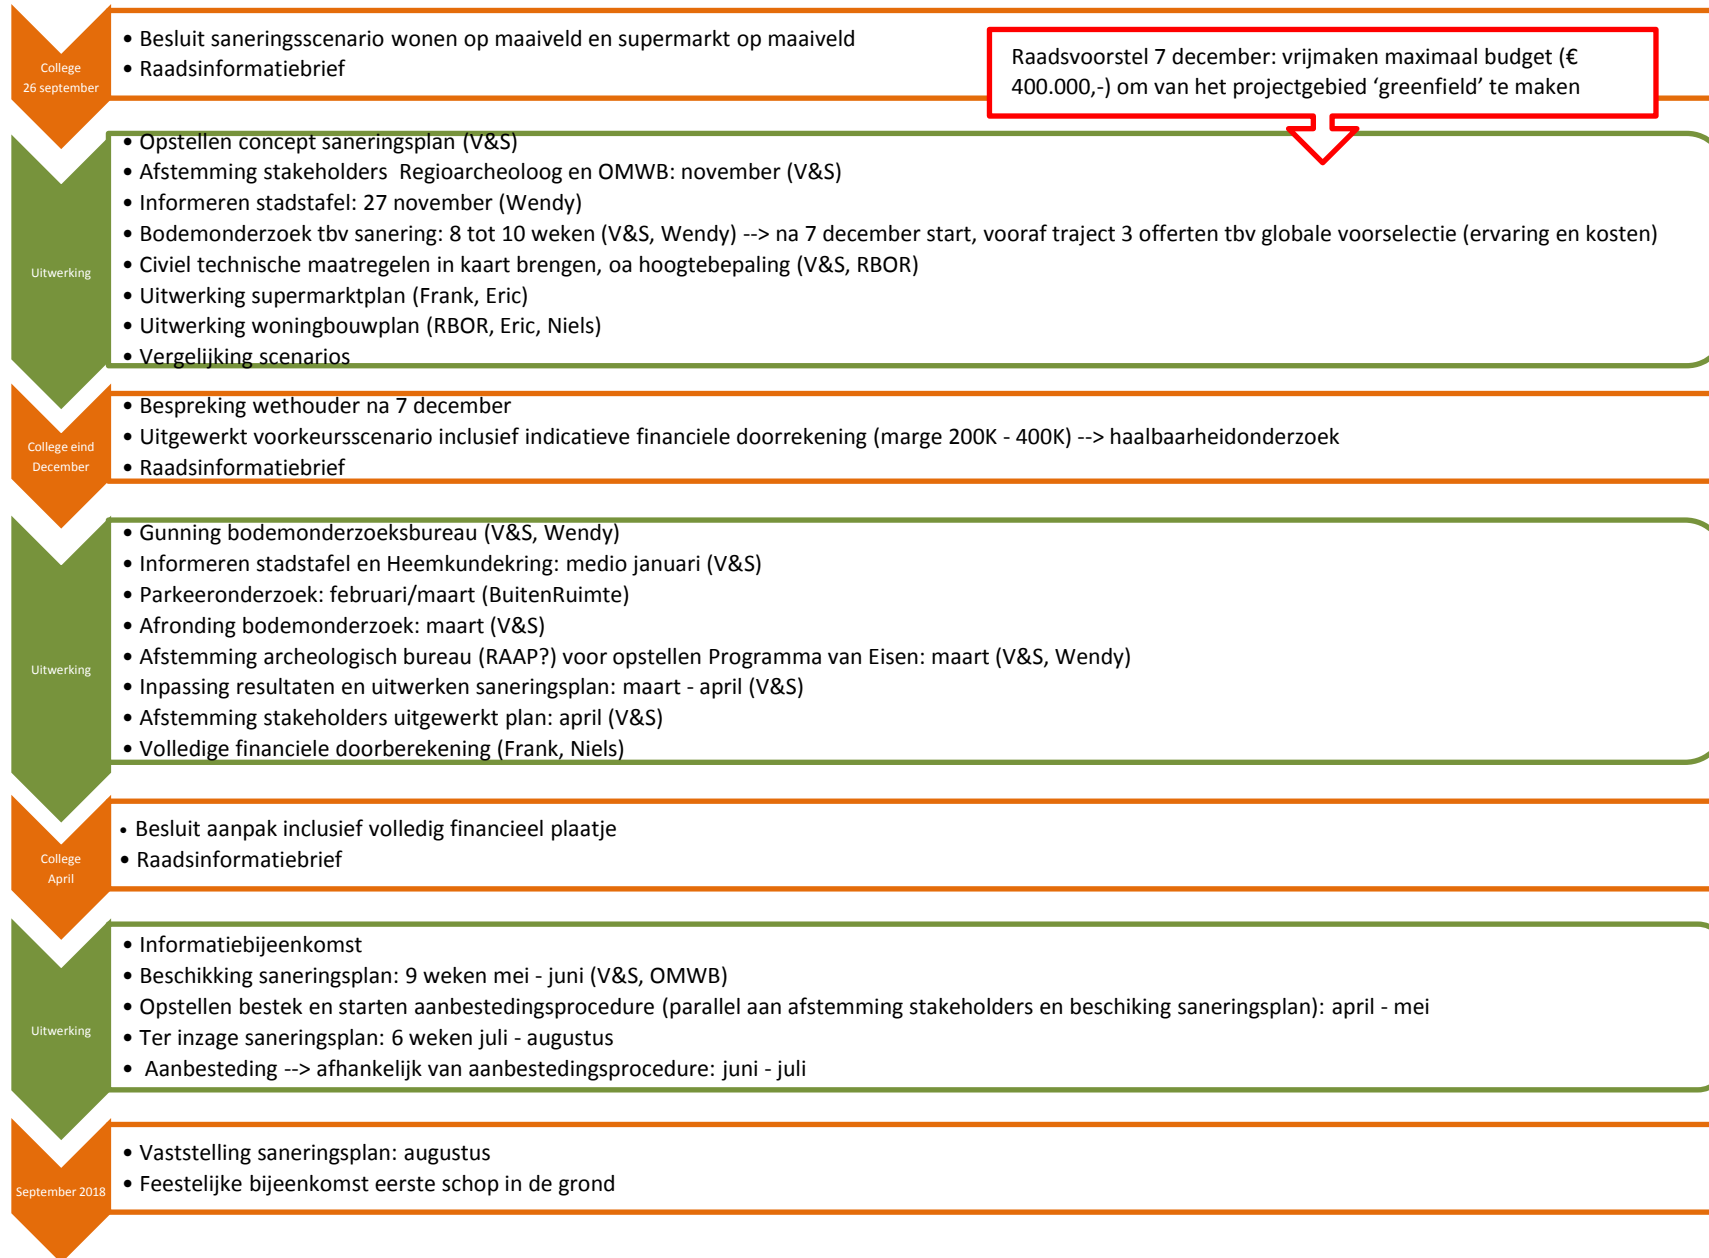 College
26 september
• Besluit saneringsscenario wonen op maaiveld en supermarkt op maaiveld
• Raadsinformatiebrief
Raadsvoorstel 7 december: vrijmaken maximaal budget (€
400.000,-) om van het projectgebied ‘greenfield’ te maken
Uitwerking
• Opstellen concept saneringsplan (V&S)
• Afstemming stakeholders Regioarcheoloog en OMWB: november (V&S)
• Informeren stadstafel: 27 november (Wendy)
• Bodemonderzoek tbv sanering: 8 tot 10 weken (V&S, Wendy) --> na 7 december start, vooraf traject 3 offerten tbv globale voorselectie (ervaring en kosten)
• Civiel technische maatregelen in kaart brengen, oa hoogtebepaling (V&S, RBOR)
• Uitwerking supermarktplan (Frank, Eric)
• Uitwerking woningbouwplan (RBOR, Eric, Niels)
• Vergelijking scenarios
College eind
December
• Bespreking wethouder na 7 december
• Uitgewerkt voorkeursscenario inclusief indicatieve financiele doorrekening (marge 200K - 400K) --> haalbaarheidonderzoek
• Raadsinformatiebrief
Uitwerking
• Gunning bodemonderzoeksbureau (V&S, Wendy)
• Informeren stadstafel en Heemkundekring: medio januari (V&S)
• Parkeeronderzoek: februari/maart (BuitenRuimte)
• Afronding bodemonderzoek: maart (V&S)
• Afstemming archeologisch bureau (RAAP?) voor opstellen Programma van Eisen: maart (V&S, Wendy)
• Inpassing resultaten en uitwerken saneringsplan: maart - april (V&S)
• Afstemming stakeholders uitgewerkt plan: april (V&S)
• Volledige financiele doorberekening (Frank, Niels)
College
April
• Besluit aanpak inclusief volledig financieel plaatje
• Raadsinformatiebrief
Uitwerking
• Informatiebijeenkomst
• Beschikking saneringsplan: 9 weken mei - juni (V&S, OMWB)
• Opstellen bestek en starten aanbestedingsprocedure (parallel aan afstemming stakeholders en beschiking saneringsplan): april - mei
• Ter inzage saneringsplan: 6 weken juli - augustus
• Aanbesteding --> afhankelijk van aanbestedingsprocedure: juni - juli
September 2018
• Vaststelling saneringsplan: augustus
• Feestelijke bijeenkomst eerste schop in de grond